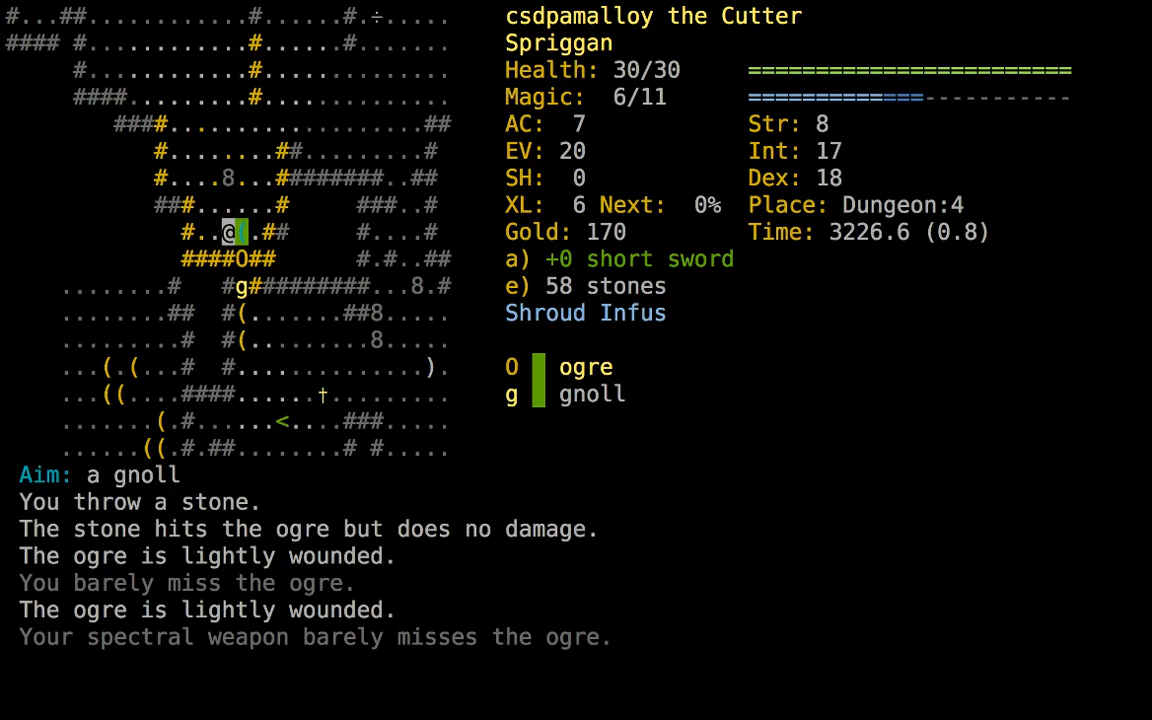 #...##............#......#.÷.....
#### #............#......#.......
#............#..............
####.........#..............
####...................##
#........##.........#
#....8...#######..##
###......#     ###..#
#..@(.##     #....#
####O##      #.#..##
........#   #g##########...8.#
........##  #(.......##8.....
.........#  #(.........8.....
...(.(...#  #..............).
...((....####......†.........
.......(.#......<....###.....
......((.#.##........# #.....
csdpamalloy the Cutter
Spriggan
Health: 30/30 ========================
Magic:  6/11 =============-----------
AC:  7 Str: 8
EV: 20 Int: 17
SH:  0 Dex: 18
XL:  6 Next:  0% Place: Dungeon:4
Gold: 170 Time: 3226.6 (0.8)
a) +0 short sword
e) 58 stones
Shroud Infus
O ogre
g gnoll
Aim: a gnoll
You throw a stone.
The stone hits the ogre but does no damage.
The ogre is lightly wounded.
You barely miss the ogre.
The ogre is lightly wounded.
Your spectral weapon barely misses the ogre.